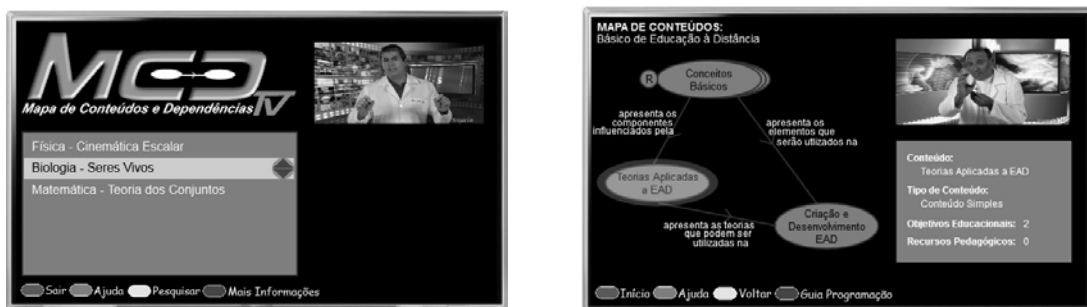 MCD TV
Mapa de Conteúdos e Dependências
Física - Cinemática Escalar
Biologia - Seres Vivos
Matemática - Teoria dos Conjuntos
Sair Ajuda Pesquisar Mais Informações
MAPA DE CONTEÚDOS:
Básico de Educação à Distância
R
Conceitos
Básicos
apresenta os
componentes
influenciados pela
apresenta os
elementos que
serão utilizados na
Teorias Aplicadas
a EAD
apresenta as teorias
que podem ser
utilizadas na
Criação e
Desenvolvimento
EAD
Conteúdo:
Teorias Aplicadas a EAD
Tipo de Conteúdo:
Conteúdo Simples
Objetivos Educacionais: 2
Recursos Pedagógicos: 0
Início Ajuda Voltar Guia Programação